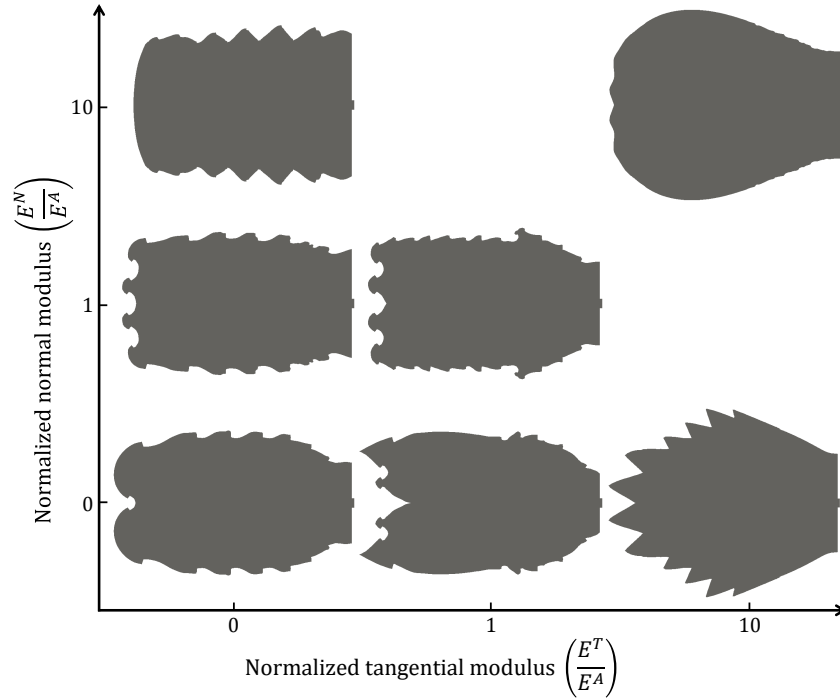 Normalized normal modulus (E^N/E^A)
10
1
0
0 1 10
Normalized tangential modulus (E^T/E^A)